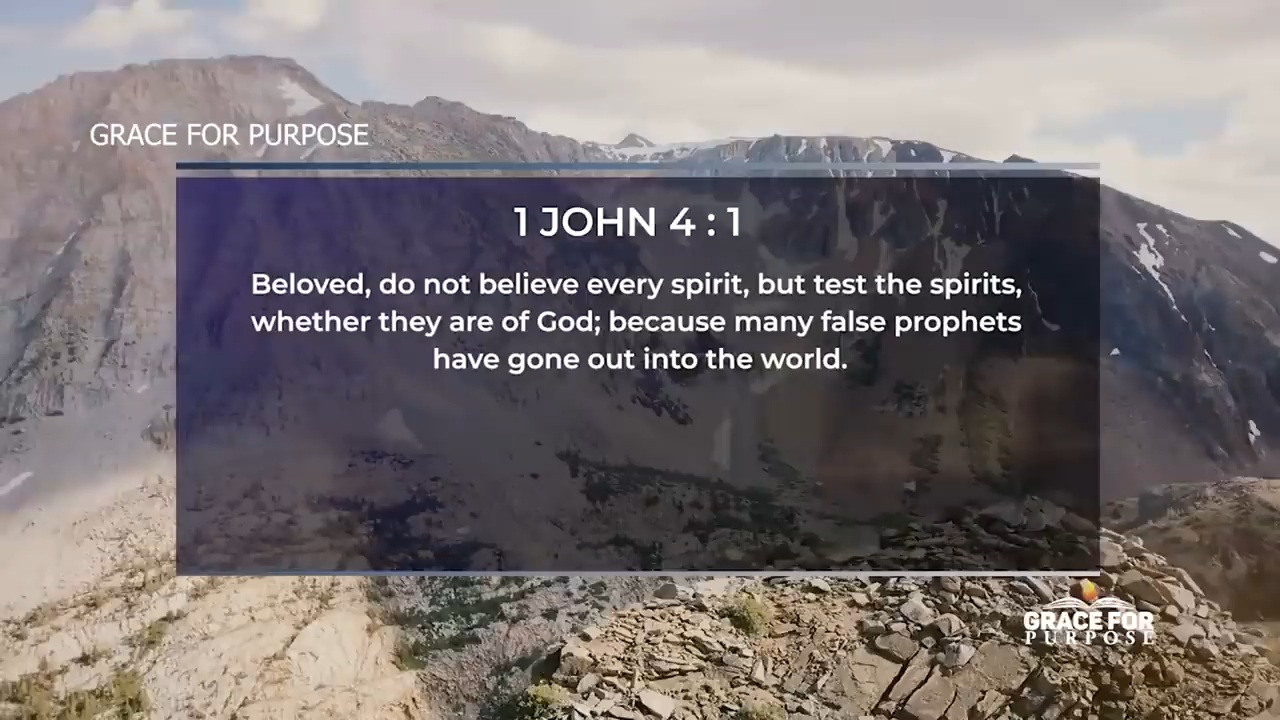 GRACE FOR PURPOSE
1 JOHN 4 : 1
Beloved, do not believe every spirit, but test the spirits,
whether they are of God; because many false prophets
have gone out into the world.
GRACE FOR
PURPOSE